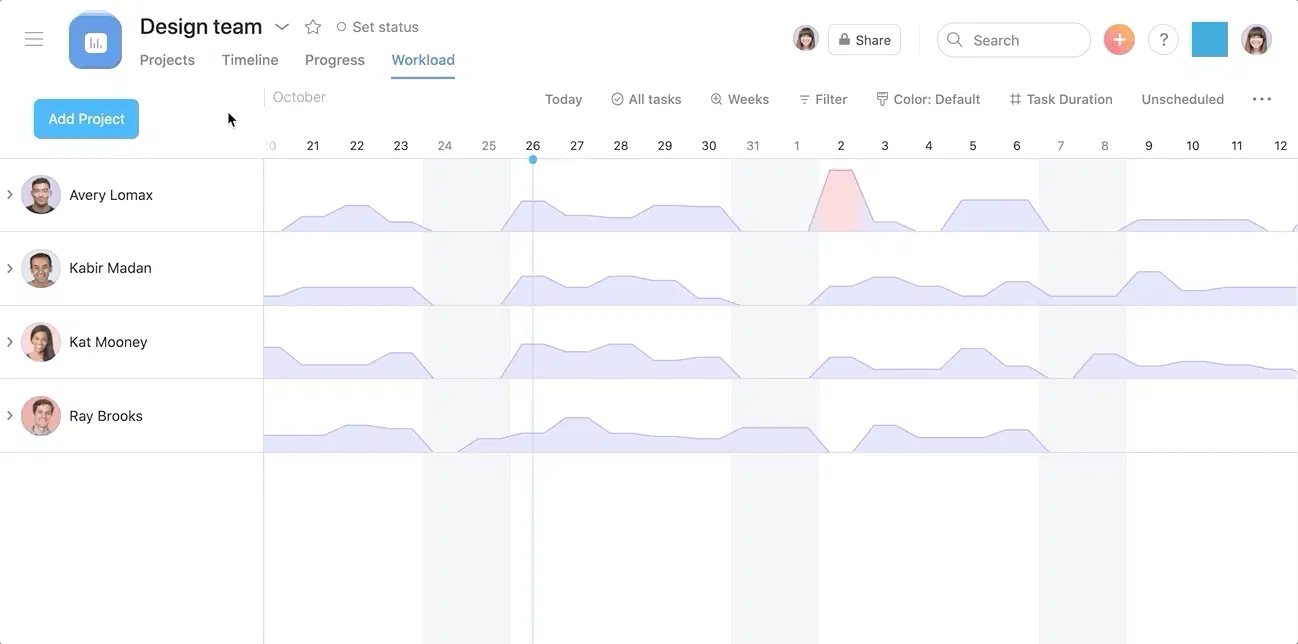 Design team
Set status
Share
Search
?
Projects Timeline Progress Workload
Add Project
October
Today All tasks Weeks Filter Color: Default Task Duration Unscheduled
21 22 23 24 25 26 27 28 29 30 31 1 2 3 4 5 6 7 8 9 10 11 12
Avery Lomax
Kabir Madan
Kat Mooney
Ray Brooks